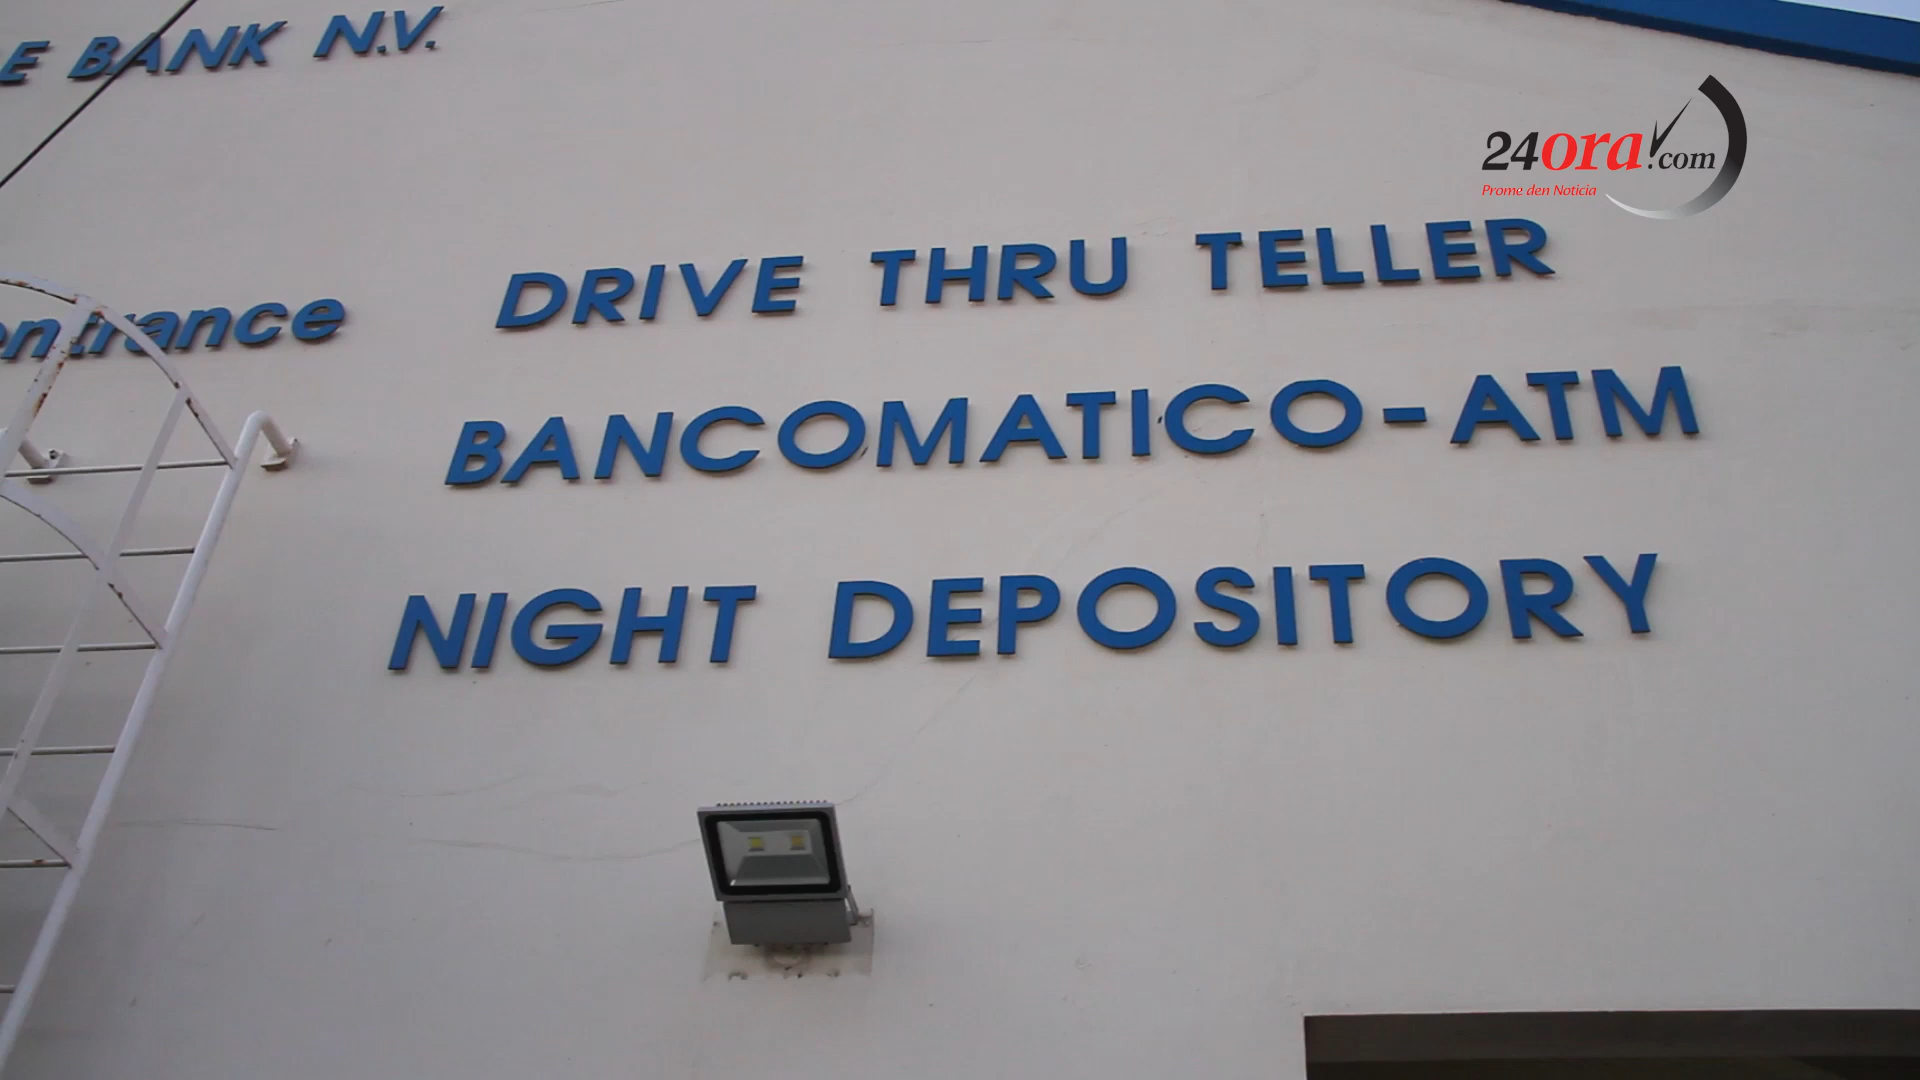 E BANK N.V.
24ora.com
Prome den Noticia
entrance
DRIVE THRU TELLER
BANCOMATICO-ATM
NIGHT DEPOSITORY